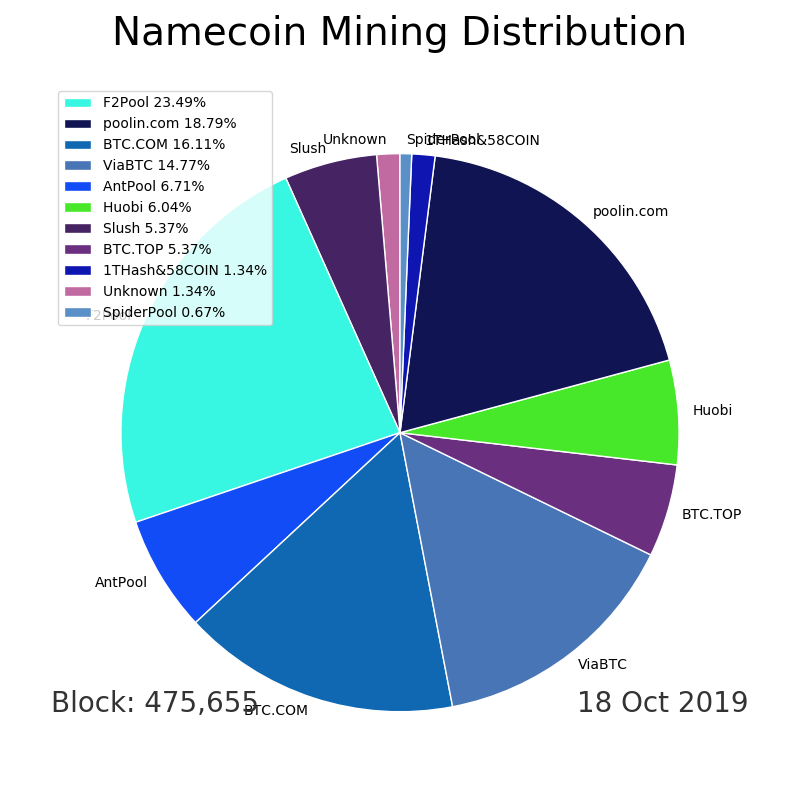 Namecoin Mining Distribution
F2Pool 23.49%
poolin.com 18.79%
BTC.COM 16.11%
ViaBTC 14.77%
AntPool 6.71%
Huobi 6.04%
Slush 5.37%
BTC.TOP 5.37%
1THash&58COIN 1.34%
Unknown 1.34%
SpiderPool 0.67%
Slush
Unknown
SpiderPool
1THash&58COIN
poolin.com
F2Pool
Huobi
BTC.TOP
AntPool
ViaBTC
BTC.COM
Block: 475,655
18 Oct 2019